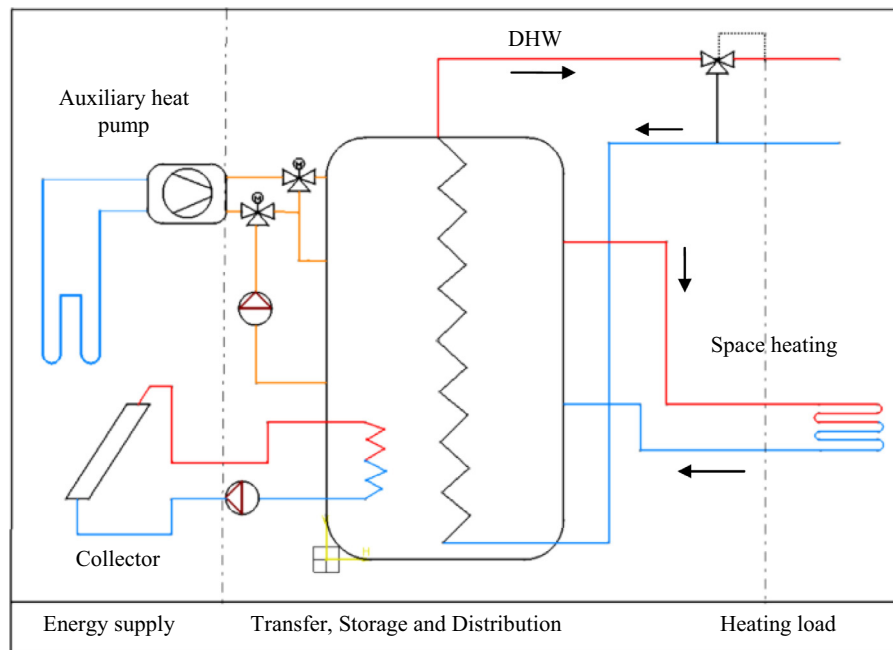 DHW
Auxiliary heat
pump
M
M
Space heating
Collector
H
Energy supply
Transfer, Storage and Distribution
Heating load